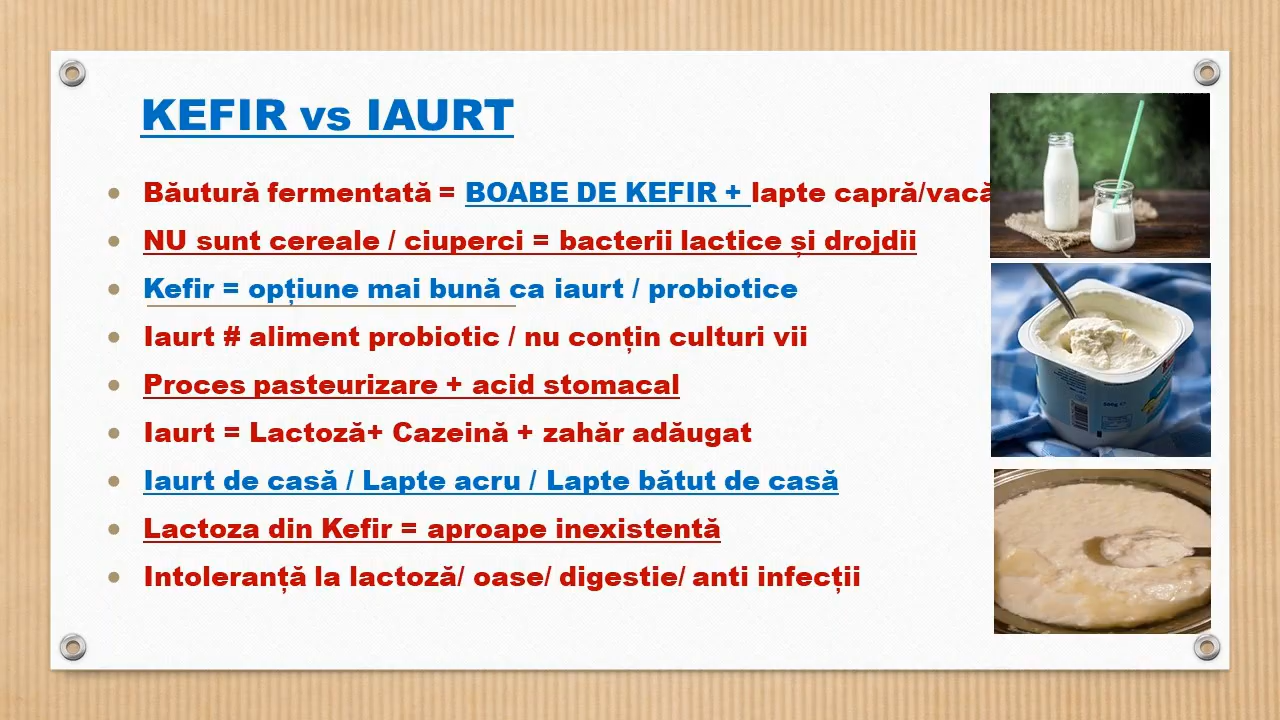 KEFIR vs IAURT
Băutură fermentată = BOABE DE KEFIR + lapte capră/vacă
NU sunt cereale / ciuperci = bacterii lactice și drojdii
Kefir = opțiune mai bună ca iaurt / probiotice
Iaurt # aliment probiotic / nu conțin culturi vii
Proces pasteurizare + acid stomacal
Iaurt = Lactoză+ Cazeină + zahăr adăugat
Iaurt de casă / Lapte acru / Lapte bătut de casă
Lactoza din Kefir = aproape inexistentă
Intoleranță la lactoză/ oase/ digestie/ anti infecții